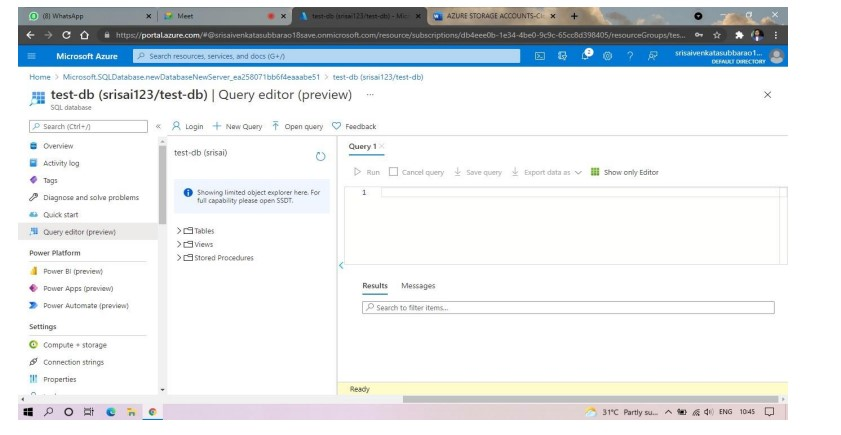 (8) WhatsApp
Meet
test-db (srisai123/test-db) - Mic
AZURE STORAGE ACCOUNTS-Cl
https://portal.azure.com/#@srisaivenkatasubbarao18save.onmicrosoft.com/resource/subscriptions/db4eee0b-1e34-4be0-9c9c-65cc8d398405/resourceGroups/tes...
Microsoft Azure
Search resources, services, and docs (G+/)
srisaivenkatasubbarao1...
DEFAULT DIRECTORY
Home > Microsoft.SQLDatabase.newDatabaseNewServer_ea258071bb6f4eaaabe51 > test-db (srisai123/test-db)
test-db (srisai123/test-db) | Query editor (preview) ...
SQL database
Search (Ctrl+/)
Login
New Query
Open query
Feedback
Overview
Activity log
Tags
Diagnose and solve problems
Quick start
Query editor (preview)
Power Platform
Power BI (preview)
Power Apps (preview)
Power Automate (preview)
Settings
Compute + storage
Connection strings
Properties
test-db (srisai)
Showing limited object explorer here. For
full capability please open SSDT.
Tables
Views
Stored Procedures
Query 1
Run
Cancel query
Save query
Export data as
Show only Editor
1
Results
Messages
Search to filter items...
Ready
31°C Partly su...
ENG
10:45